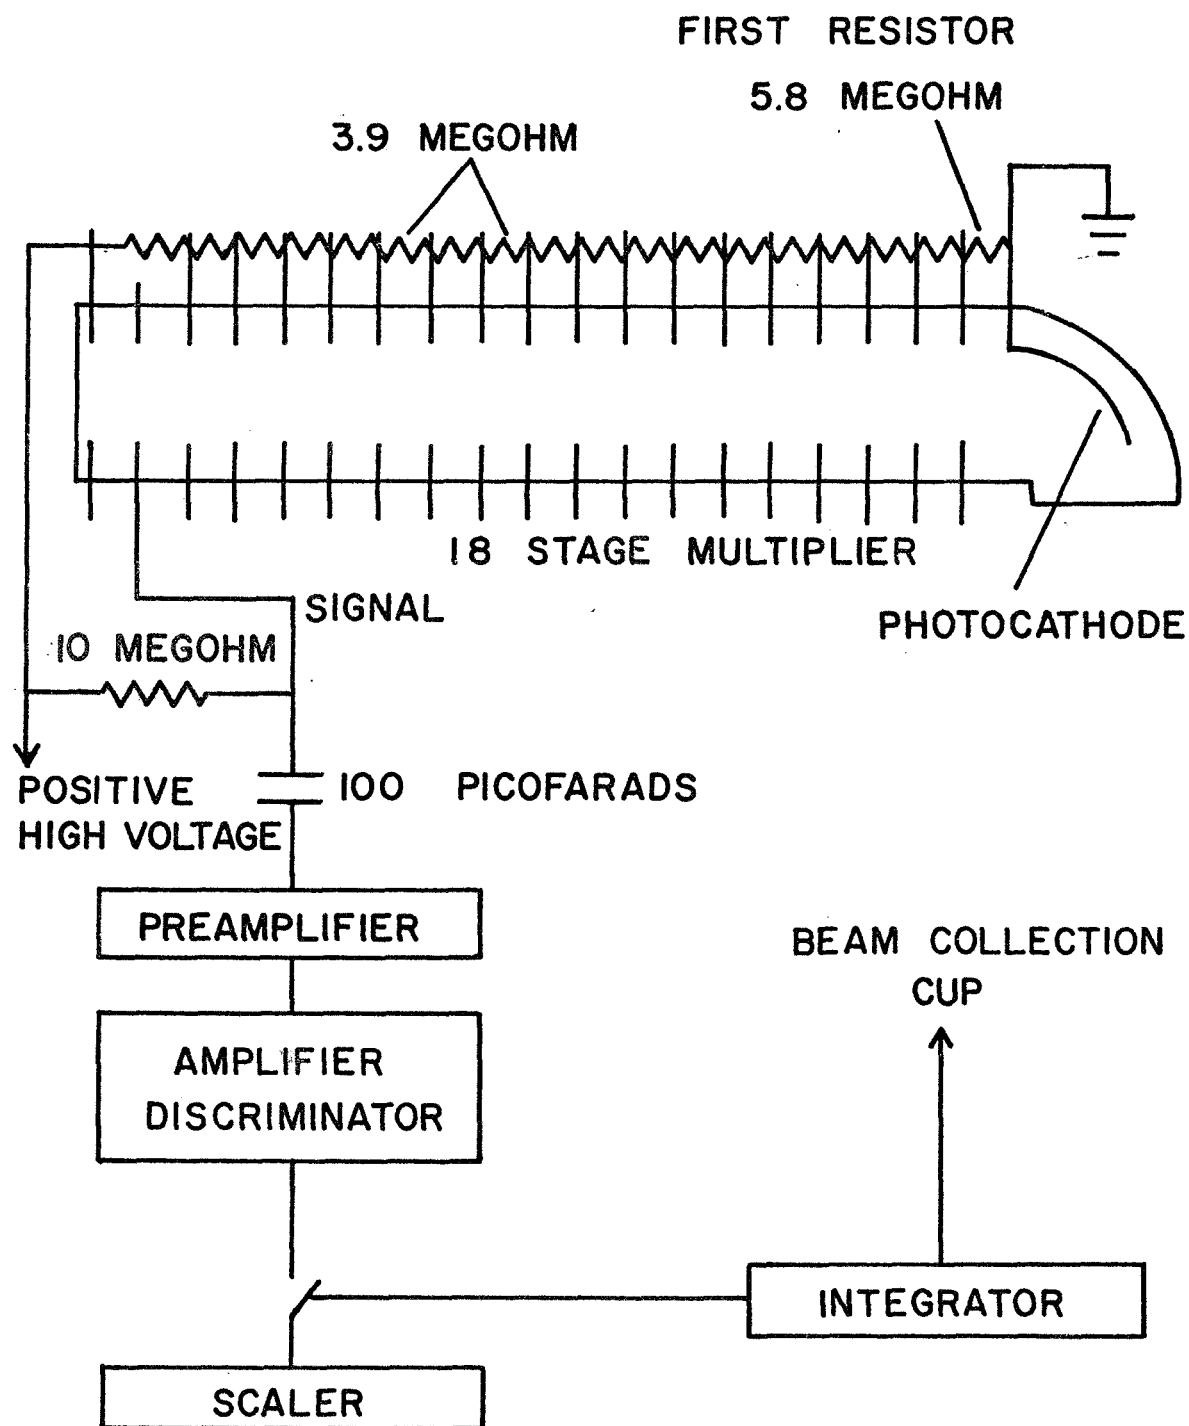 FIRST RESISTOR
5.8 MEGOHM
3.9 MEGOHM
18 STAGE MULTIPLIER
SIGNAL
PHOTOCATHODE
10 MEGOHM
POSITIVE
HIGH VOLTAGE
100 PICOFARADS
PREAMPLIFIER
BEAM COLLECTION
CUP
AMPLIFIER
DISCRIMINATOR
INTEGRATOR
SCALER